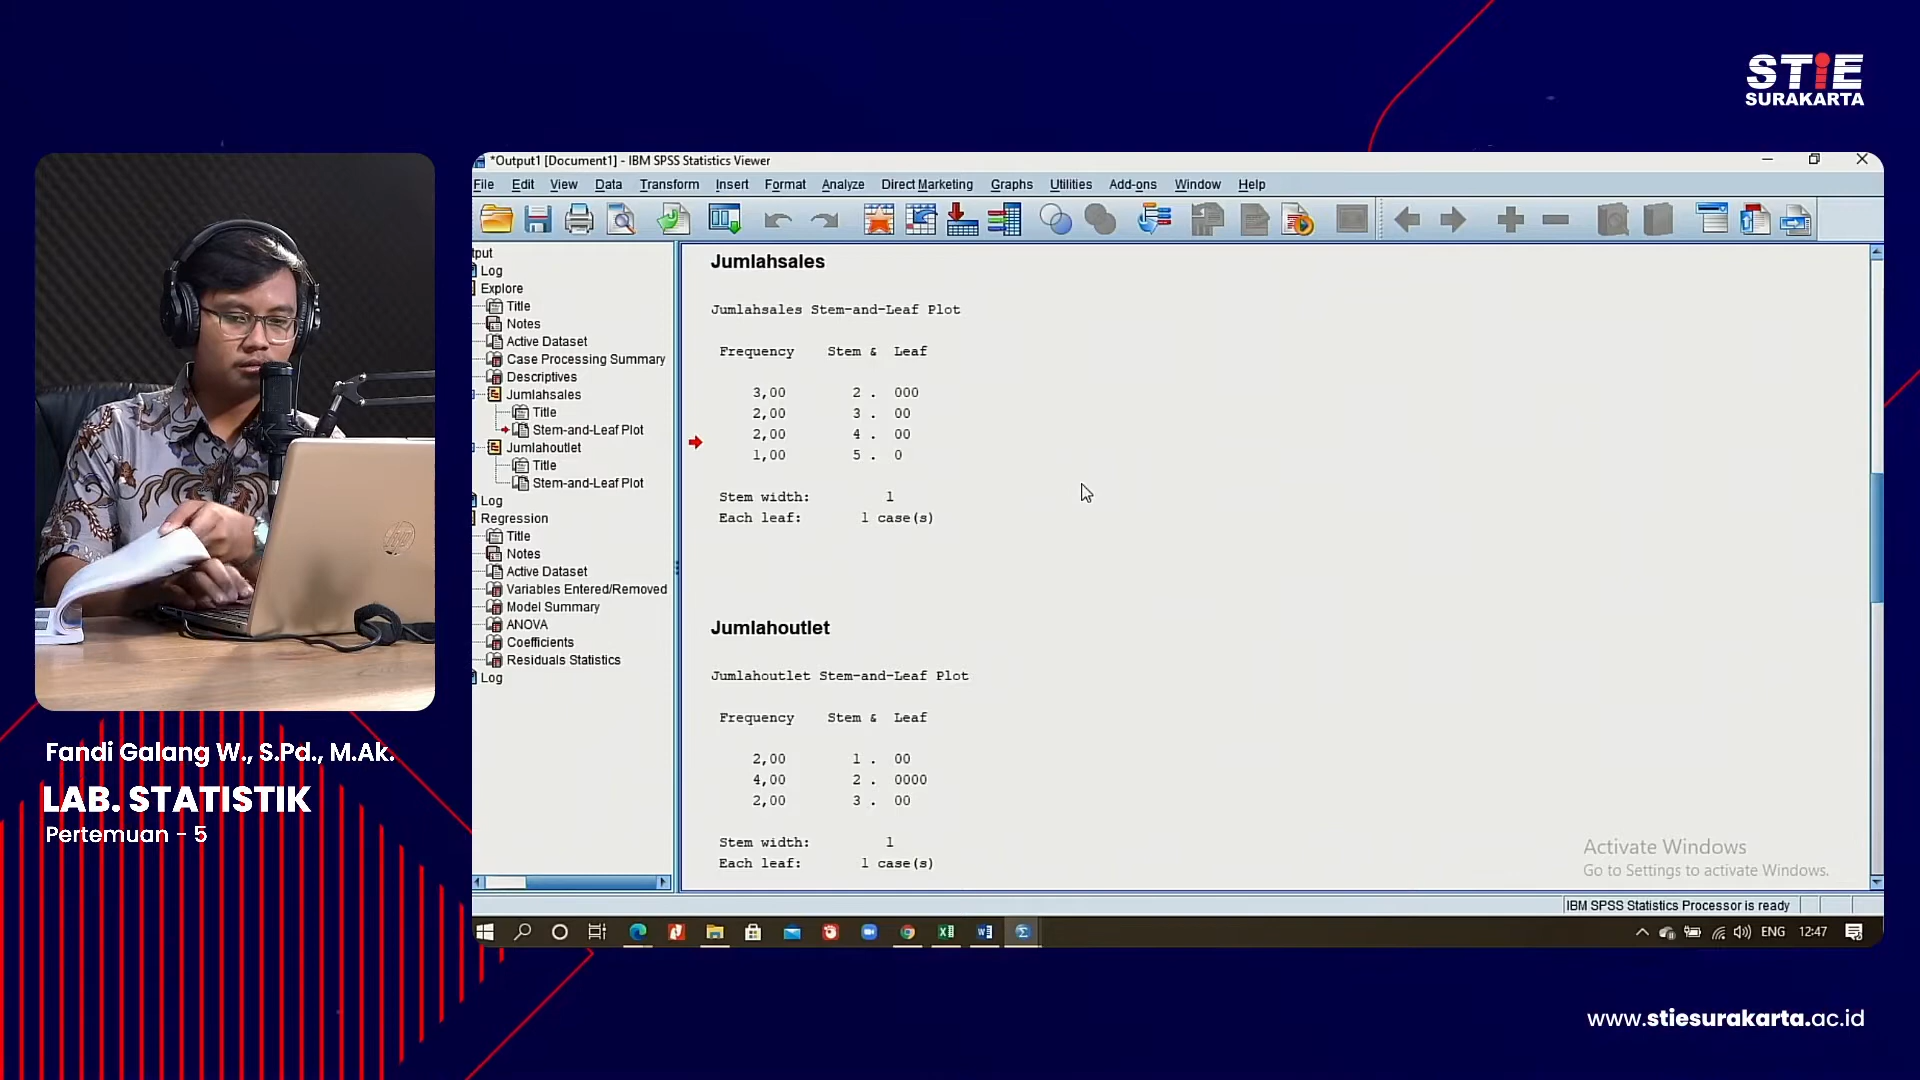 STiE
SURAKARTA
*Output1 [Document1] - IBM SPSS Statistics Viewer
File Edit View Data Transform Insert Format Analyze Direct Marketing Graphs Utilities Add-ons Window Help
tput
Log
Explore
Title
Notes
Active Dataset
Case Processing Summary
Descriptives
Jumlahsales
Title
Stem-and-Leaf Plot
Jumlahoutlet
Title
Stem-and-Leaf Plot
Log
Regression
Title
Notes
Active Dataset
Variables Entered/Removed
Model Summary
ANOVA
Coefficients
Residuals Statistics
Log
Jumlahsales
Jumlahsales Stem-and-Leaf Plot
Frequency Stem & Leaf
3,00 2 . 000
2,00 3 . 00
2,00 4 . 00
1,00 5 . 0
Stem width: 1
Each leaf: 1 case(s)
Jumlahoutlet
Jumlahoutlet Stem-and-Leaf Plot
Frequency Stem & Leaf
2,00 1 . 00
4,00 2 . 0000
2,00 3 . 00
Stem width: 1
Each leaf: 1 case(s)
Activate Windows
Go to Settings to activate Windows.
IBM SPSS Statistics Processor is ready
ENG 12:47
hp
Fandi Galang W., S.Pd., M.Ak.
LAB. STATISTIK
Pertemuan - 5
www.stiesurakarta.ac.id